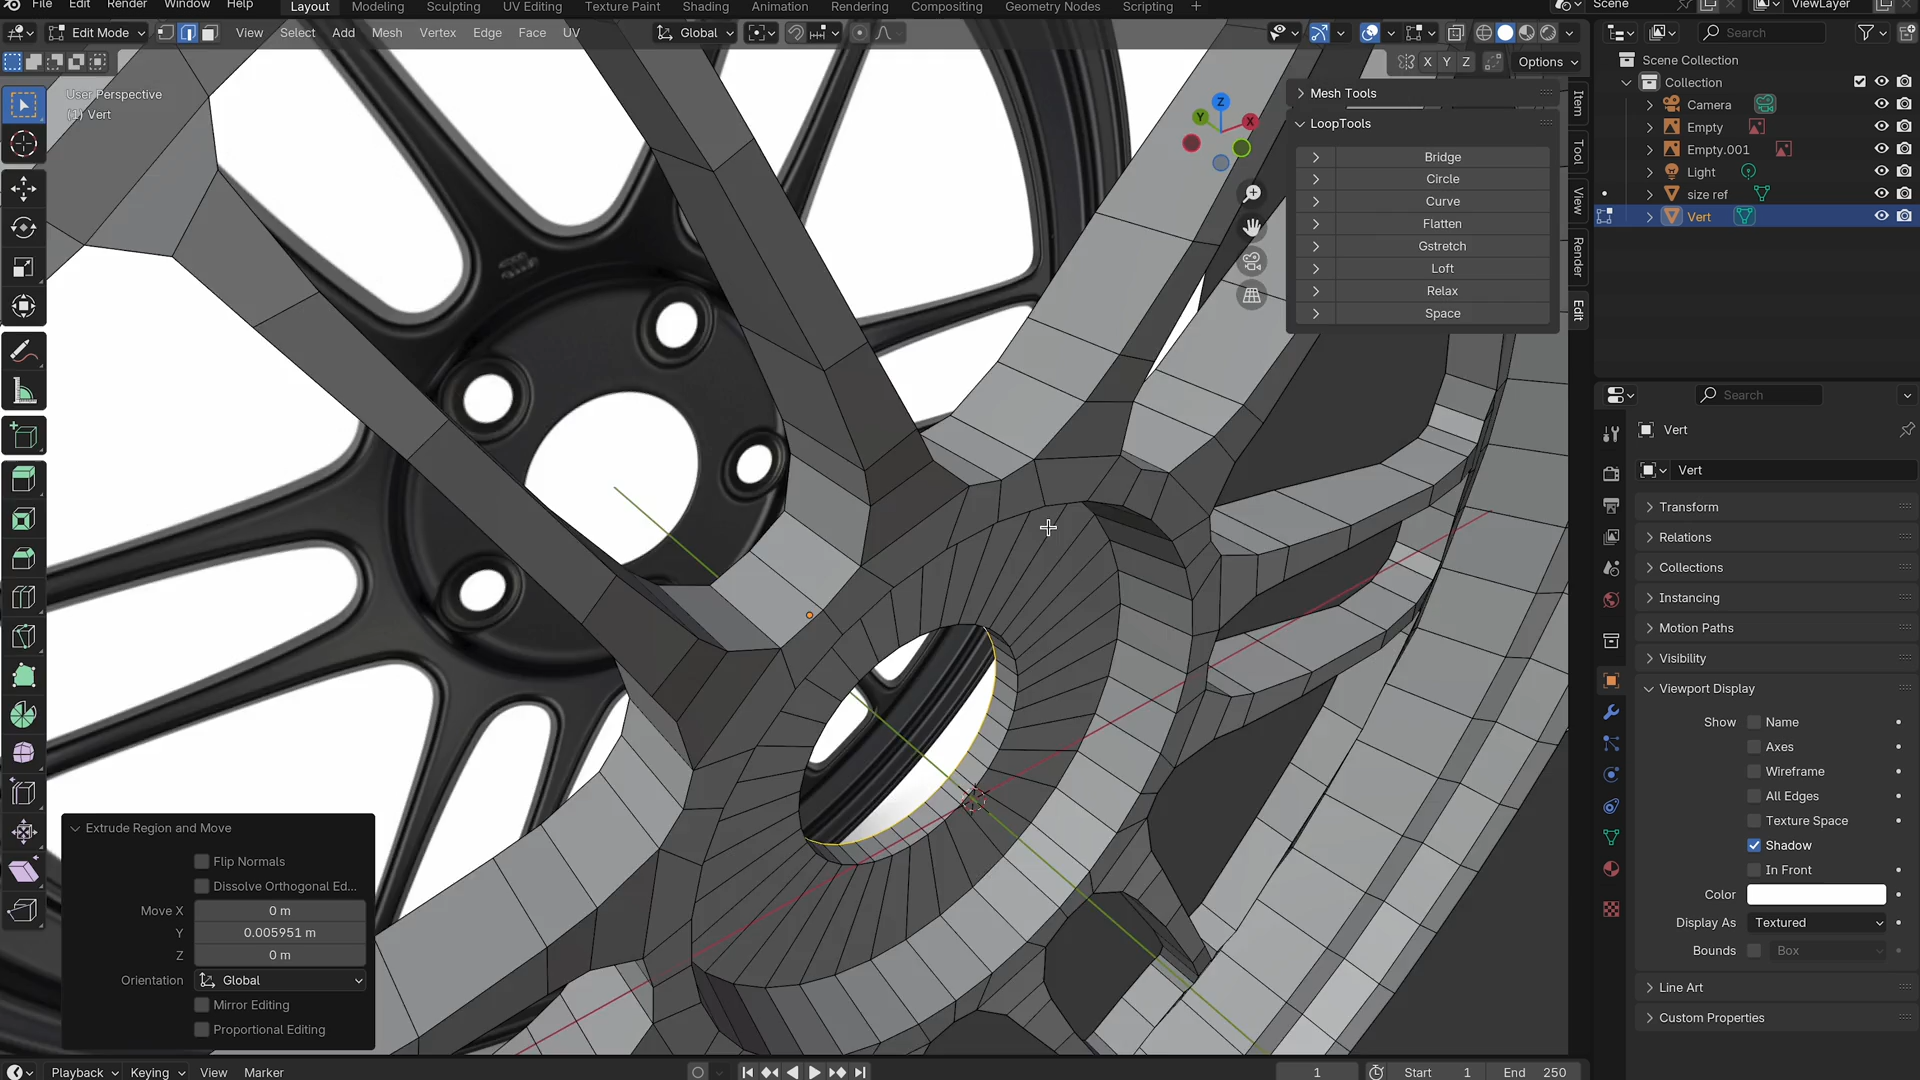 File Edit Render Window Help
Layout Modeling Sculpting UV Editing Texture Paint Shading Animation Rendering Compositing Geometry Nodes Scripting +
Scene
ViewLayer
Edit Mode View Select Add Mesh Vertex Edge Face UV
Global
Search
X Y Z
Options
User Perspective
(1) Vert
Z
Y
X
Mesh Tools
LoopTools
Bridge
Circle
Curve
Flatten
Gstretch
Loft
Relax
Space
Item
Tool
View
Render
Edit
Scene Collection
Collection
Camera
Empty
Empty.001
Light
size ref
Vert
Search
Vert
Vert
Transform
Relations
Collections
Instancing
Motion Paths
Visibility
Viewport Display
Show Name
Axes
Wireframe
All Edges
Texture Space
Shadow
In Front
Color
Display As Textured
Bounds Box
Line Art
Custom Properties
Extrude Region and Move
Flip Normals
Dissolve Orthogonal Ed...
Move X 0 m
Y 0.005951 m
Z 0 m
Orientation Global
Mirror Editing
Proportional Editing
Playback Keying View Marker
1
Start 1
End 250